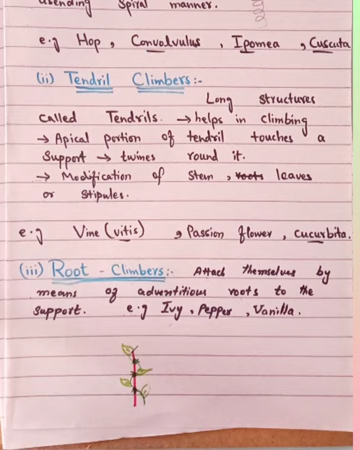 asending Spiral manner.
e.g Hop, Convolvulus, Ipomea, Cuscuta
(ii) Tendril Climbers:-
Long structures
called Tendrils. → helps in climbing
→ Apical portion of tendril touches a
support → twines round it.
→ Modification of Stem, roots leaves
or Stipules.
e.g Vine (vitis), Passion flower, cucurbita.
(iii) Root - Climbers:- Attach themselves by
means of adventitious roots to the
support. e.g Ivy, Pepper, Vanilla.